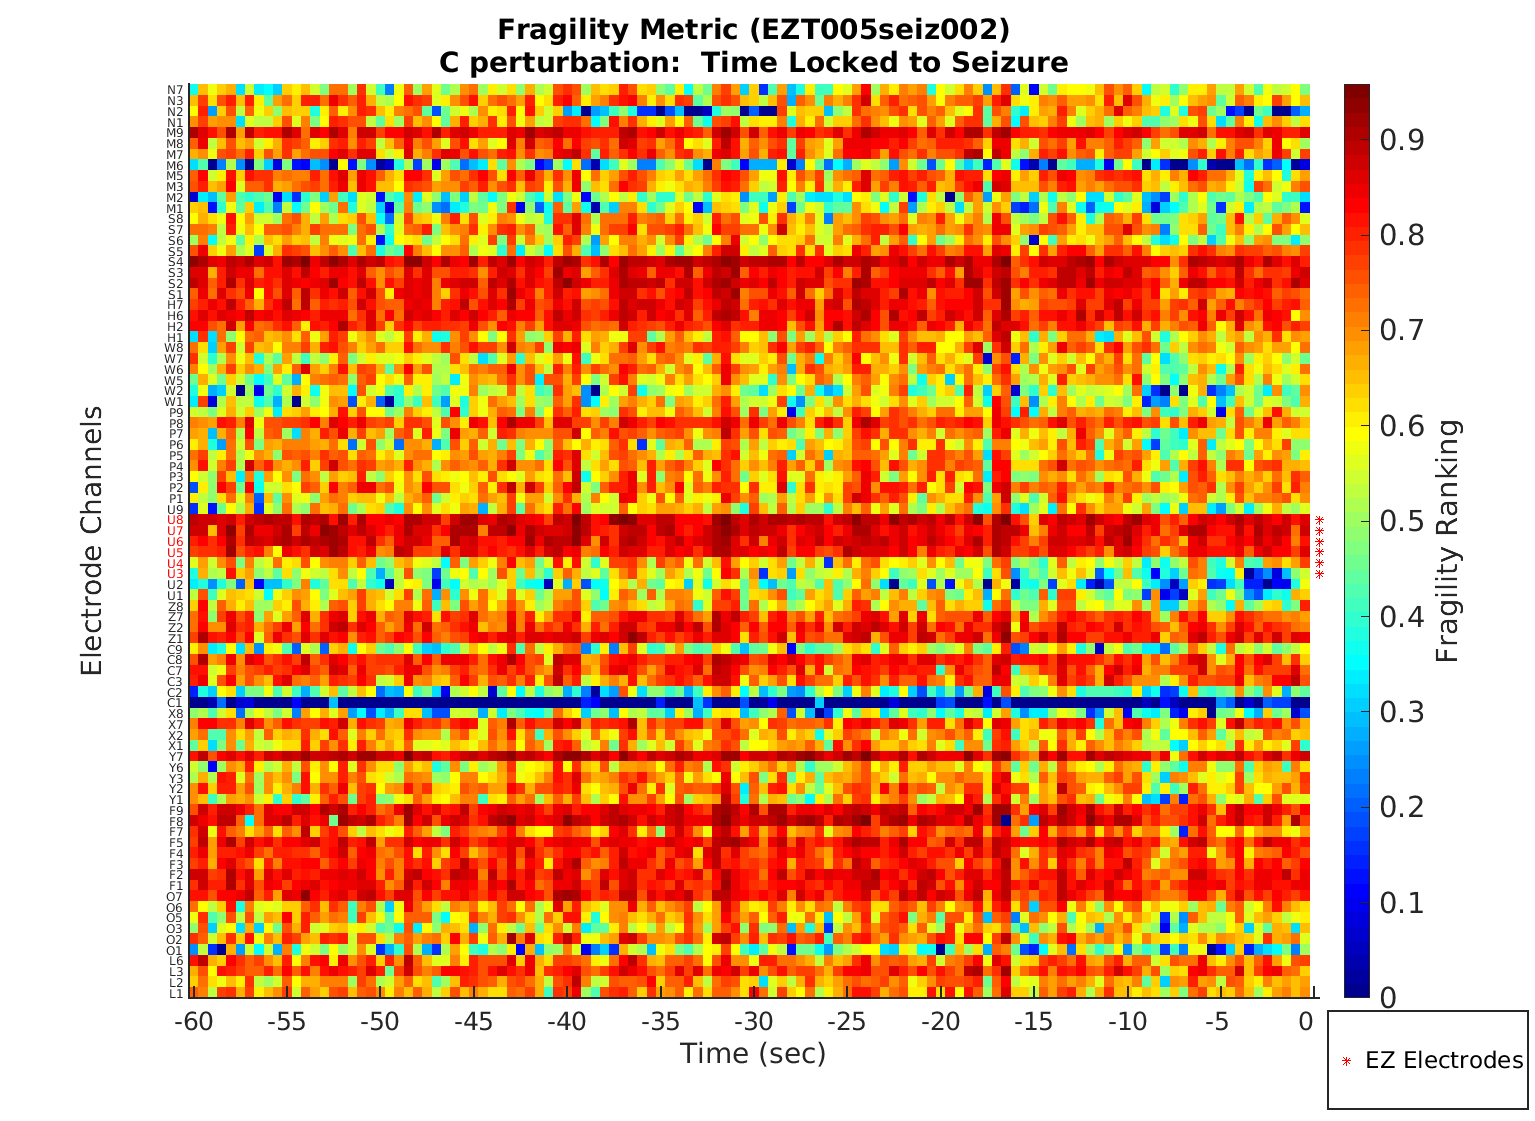 Fragility Metric (EZT005seiz002)
C perturbation:  Time Locked to Seizure
Electrode Channels
N7
N3
N2
N1
M9
M8
M7
M6
M5
M3
M2
M1
S8
S7
S6
S5
S4
S3
S2
S1
H7
H6
H2
H1
W8
W7
W6
W5
W2
W1
P9
P8
P7
P6
P5
P4
P3
P2
P1
U9
U8
U7
U6
U5
U4
U3
U2
U1
Z8
Z7
Z2
Z1
C9
C8
C7
C3
C2
C1
X8
X7
X2
X1
Y7
Y6
Y3
Y2
Y1
F9
F8
F7
F5
F4
F3
F2
F1
O7
O6
O5
O3
O2
O1
L6
L3
L2
L1
-60 -55 -50 -45 -40 -35 -30 -25 -20 -15 -10 -5 0
Time (sec)
0.9
0.8
0.7
0.6
0.5
0.4
0.3
0.2
0.1
0
Fragility Ranking
EZ Electrodes